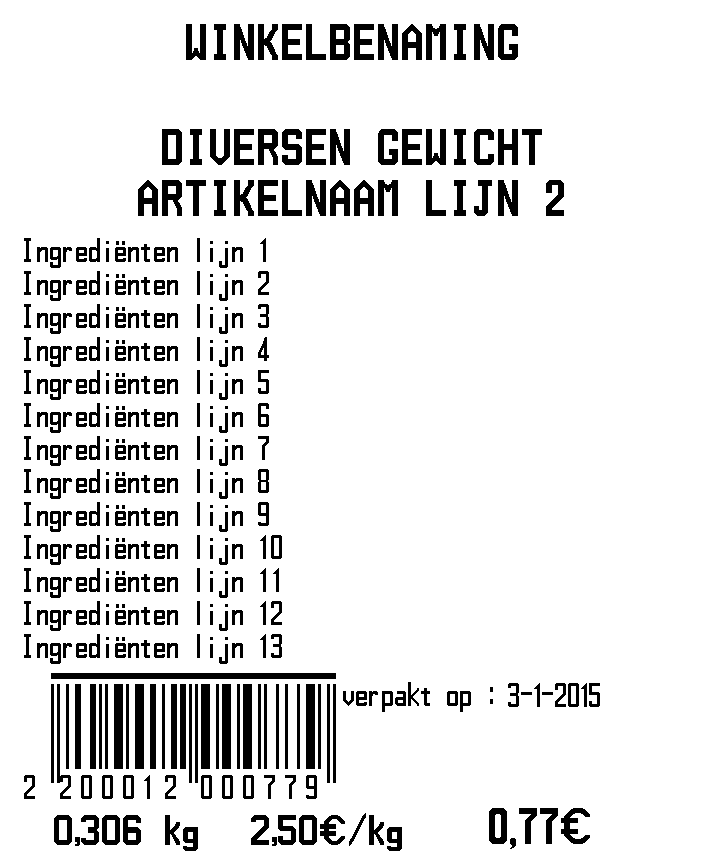 WINKELBENAMING
DIVERSEN GEWICHT
ARTIKELNAAM LIJN 2
Ingrediënten lijn 1
Ingrediënten lijn 2
Ingrediënten lijn 3
Ingrediënten lijn 4
Ingrediënten lijn 5
Ingrediënten lijn 6
Ingrediënten lijn 7
Ingrediënten lijn 8
Ingrediënten lijn 9
Ingrediënten lijn 10
Ingrediënten lijn 11
Ingrediënten lijn 12
Ingrediënten lijn 13
verpakt op : 3-1-2015
2 200012 000779
0,306 kg 2,50€/kg 0,77€